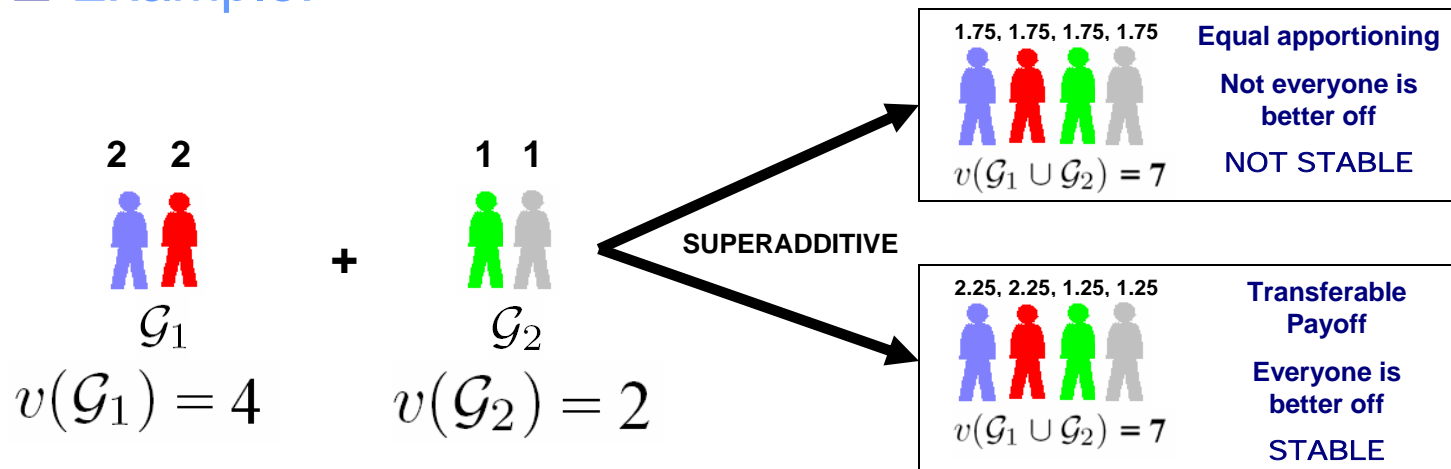 2 2
𝒢₁
v(𝒢₁) = 4
+
1 1
𝒢₂
v(𝒢₂) = 2
SUPERADDITIVE
1.75, 1.75, 1.75, 1.75
v(𝒢₁ ∪ 𝒢₂) = 7
Equal apportioning
Not everyone is
better off
NOT STABLE
2.25, 2.25, 1.25, 1.25
v(𝒢₁ ∪ 𝒢₂) = 7
Transferable
Payoff
Everyone is
better off
STABLE